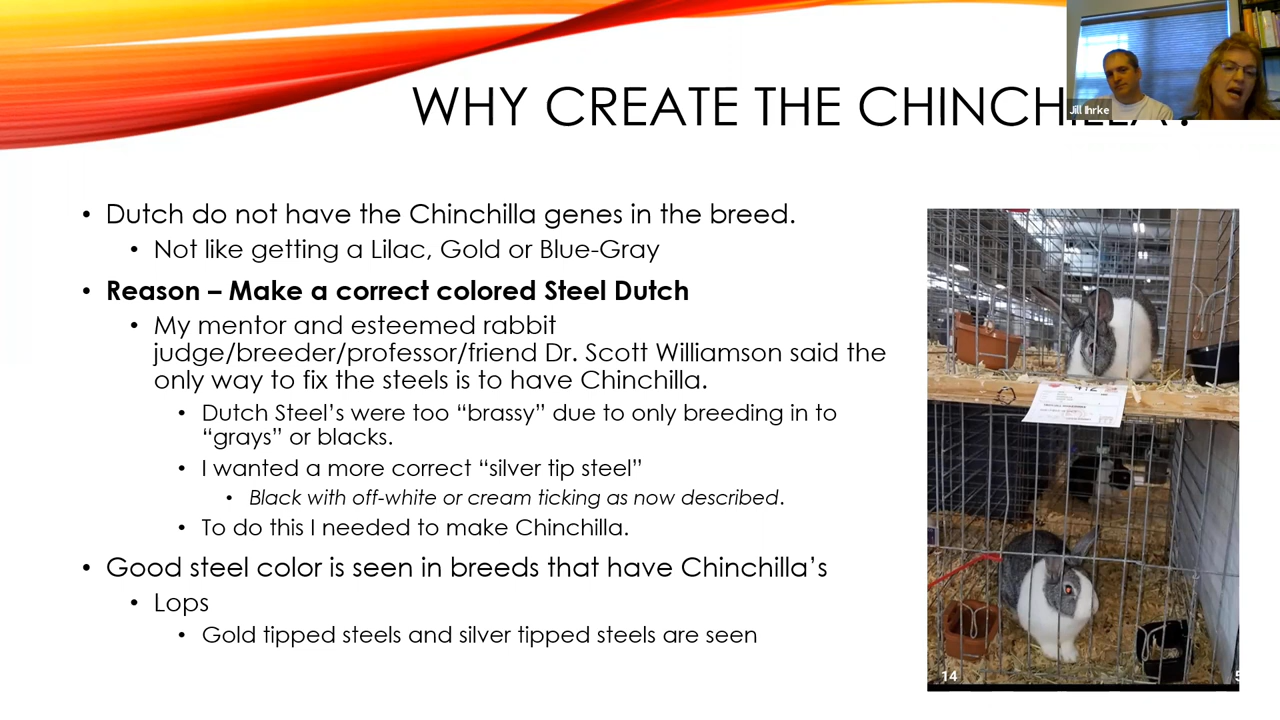 WHY CREATE THE CHINCHILLA?
Jill Ihrke
Dutch do not have the Chinchilla genes in the breed.
Not like getting a Lilac, Gold or Blue-Gray
Reason – Make a correct colored Steel Dutch
My mentor and esteemed rabbit
judge/breeder/professor/friend Dr. Scott Williamson said the
only way to fix the steels is to have Chinchilla.
Dutch Steel's were too “brassy” due to only breeding in to
“grays” or blacks.
I wanted a more correct “silver tip steel”
Black with off-white or cream ticking as now described.
To do this I needed to make Chinchilla.
Good steel color is seen in breeds that have Chinchilla's
Lops
Gold tipped steels and silver tipped steels are seen
14